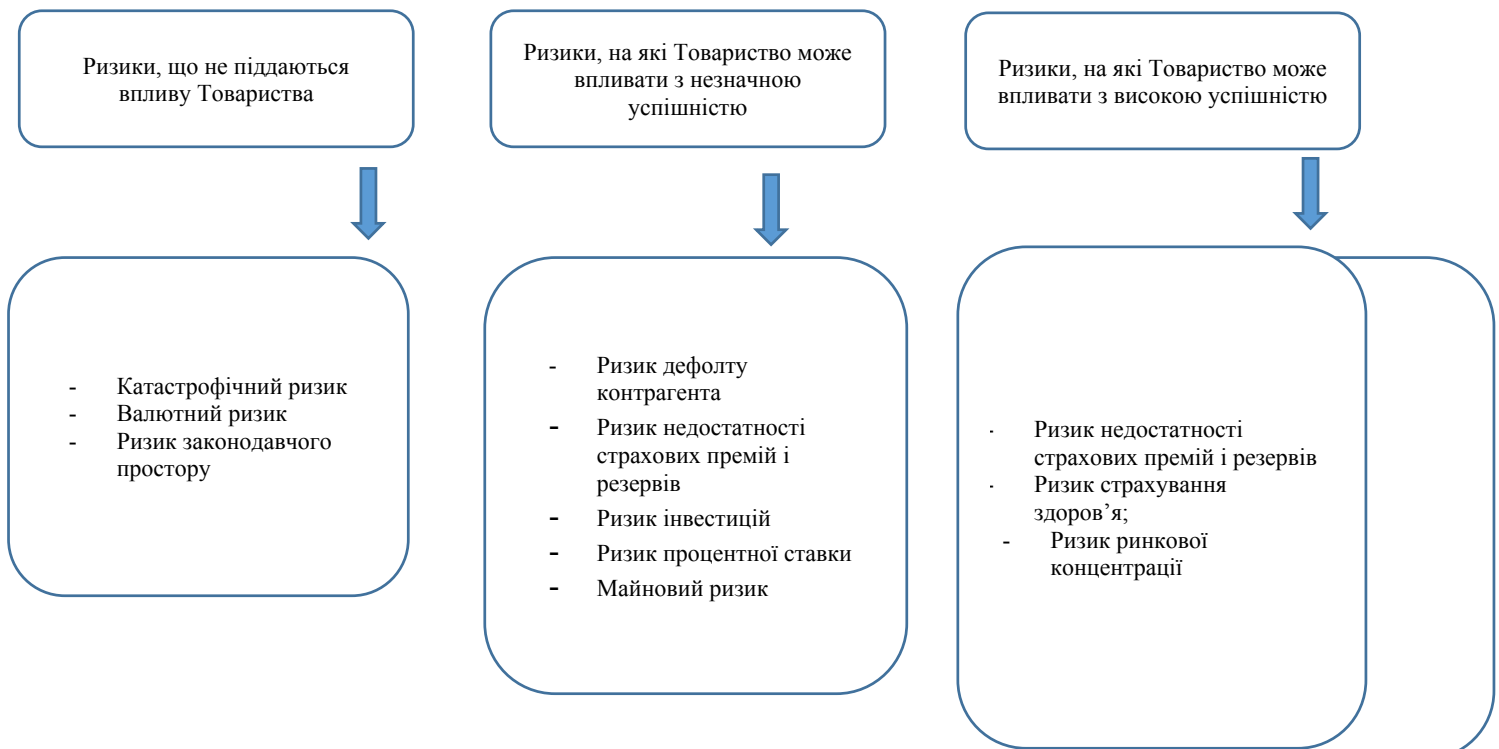 Ризики, що не піддаються
впливу Товариства
Ризики, на які Товариство може
впливати з незначною
успішністю
Ризики, на які Товариство може
впливати з високою успішністю
- Катастрофічний ризик
- Валютний ризик
- Ризик законодавчого
простору
- Ризик дефолту
контрагента
- Ризик недостатності
страхових премій і
резервів
- Ризик інвестицій
- Ризик процентної ставки
- Майновий ризик
- Ризик недостатності
страхових премій і резервів
- Ризик страхування
здоров’я;
- Ризик ринкової
концентрації